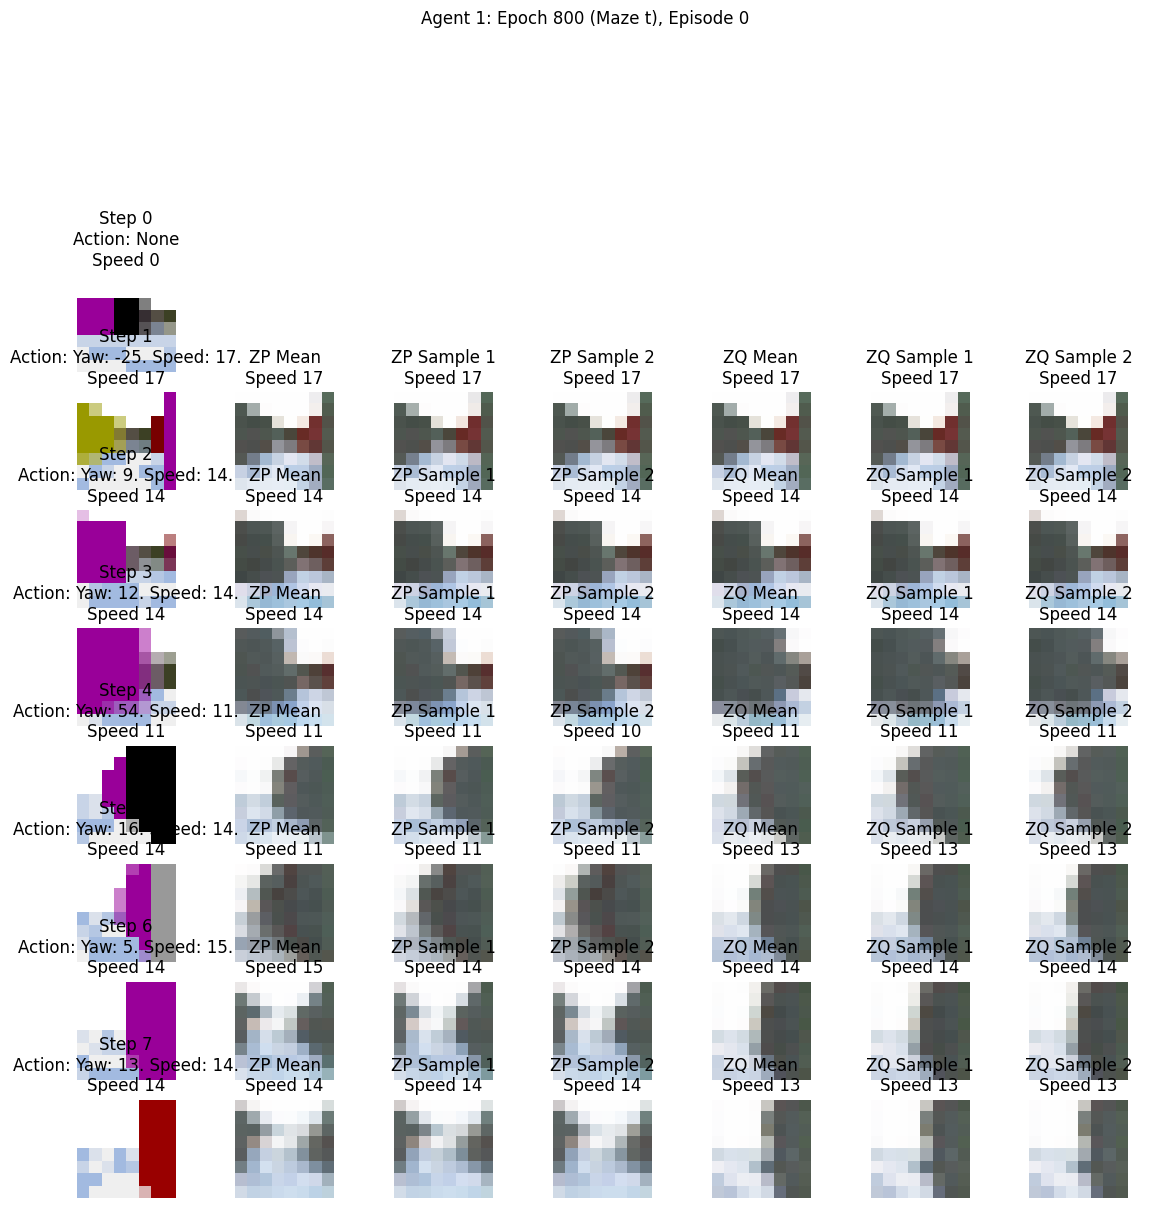 Agent 1: Epoch 800 (Maze t), Episode 0
Step 0
Action: None
Speed 0
Step 1
Action: Yaw: -25. Speed: 17.
Speed 17
ZP Mean
Speed 17
ZP Sample 1
Speed 17
ZP Sample 2
Speed 17
ZQ Mean
Speed 17
ZQ Sample 1
Speed 17
ZQ Sample 2
Speed 17
Step 2
Action: Yaw: 9. Speed: 14.
Speed 14
ZP Mean
Speed 14
ZP Sample 1
Speed 14
ZP Sample 2
Speed 14
ZQ Mean
Speed 14
ZQ Sample 1
Speed 14
ZQ Sample 2
Speed 14
Step 3
Action: Yaw: 12. Speed: 14.
Speed 14
ZP Mean
Speed 14
ZP Sample 1
Speed 14
ZP Sample 2
Speed 14
ZQ Mean
Speed 14
ZQ Sample 1
Speed 14
ZQ Sample 2
Speed 14
Step 4
Action: Yaw: 54. Speed: 11.
Speed 11
ZP Mean
Speed 11
ZP Sample 1
Speed 11
ZP Sample 2
Speed 10
ZQ Mean
Speed 11
ZQ Sample 1
Speed 11
ZQ Sample 2
Speed 11
Step
Action: Yaw: 16. Speed: 14.
Speed 14
ZP Mean
Speed 11
ZP Sample 1
Speed 11
ZP Sample 2
Speed 11
ZQ Mean
Speed 13
ZQ Sample 1
Speed 13
ZQ Sample 2
Speed 13
Step 6
Action: Yaw: 5. Speed: 15.
Speed 14
ZP Mean
Speed 15
ZP Sample 1
Speed 14
ZP Sample 2
Speed 14
ZQ Mean
Speed 14
ZQ Sample 1
Speed 14
ZQ Sample 2
Speed 14
Step 7
Action: Yaw: 13. Speed: 14.
Speed 14
ZP Mean
Speed 14
ZP Sample 1
Speed 14
ZP Sample 2
Speed 14
ZQ Mean
Speed 13
ZQ Sample 1
Speed 13
ZQ Sample 2
Speed 13